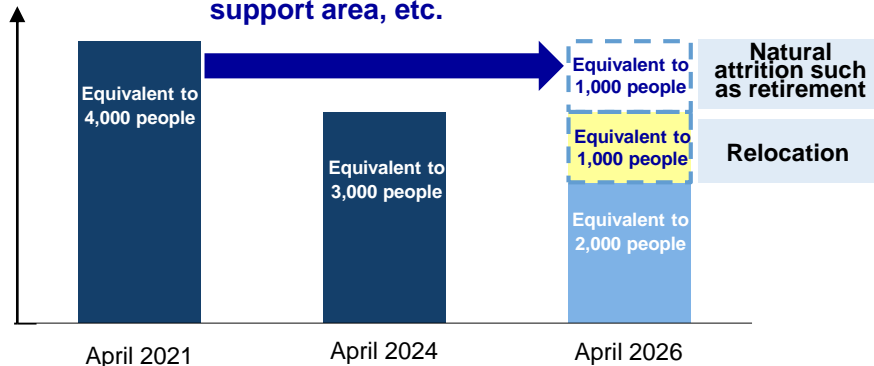 support area, etc.
Equivalent to
4,000 people
Equivalent to
3,000 people
Equivalent to
1,000 people
Equivalent to
1,000 people
Equivalent to
2,000 people
Natural
attrition such
as retirement
Relocation
April 2021
April 2024
April 2026